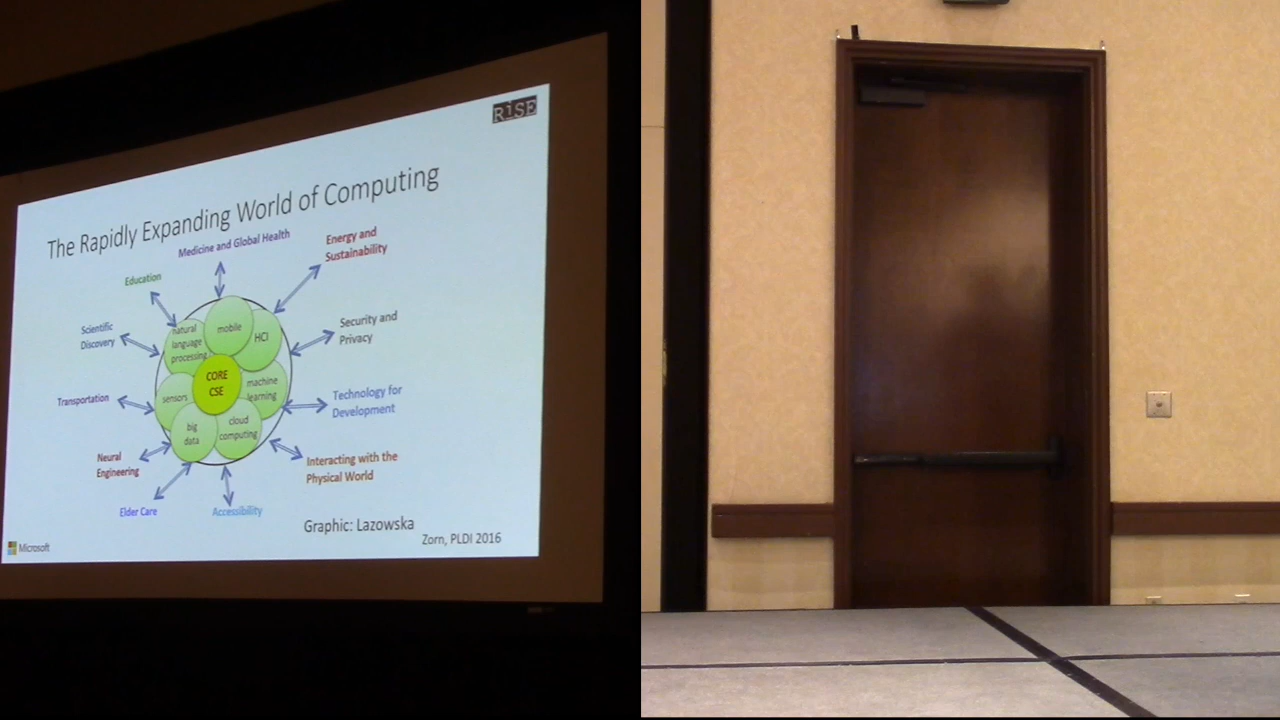 RiSE
The Rapidly Expanding World of Computing
Medicine and Global Health
Energy and
Sustainability
Education
Scientific
Discovery
natural
language
processing
mobile
HCI
Security and
Privacy
CORE
CSE
Transportation
sensors
machine
learning
Technology for
Development
big
data
cloud
computing
Neural
Engineering
Interacting with the
Physical World
Elder Care
Accessibility
Graphic: Lazowska
Zorn, PLDI 2016
Microsoft